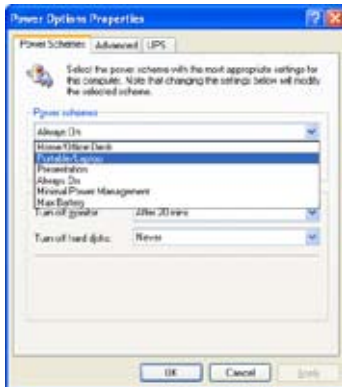 Power Options Properties
Power Schemes Advanced UPS
Select the power scheme with the most appropriate settings for
this computer. Note that changing the settings below will modify
the selected scheme.
Power schemes
Always On
Home/Office Desk
Portable/Laptop
Presentation
Always On
Minimal Power Management
Max Battery
Turn off monitor: After 20 mins
Turn off hard disks: Never
OK Cancel Apply